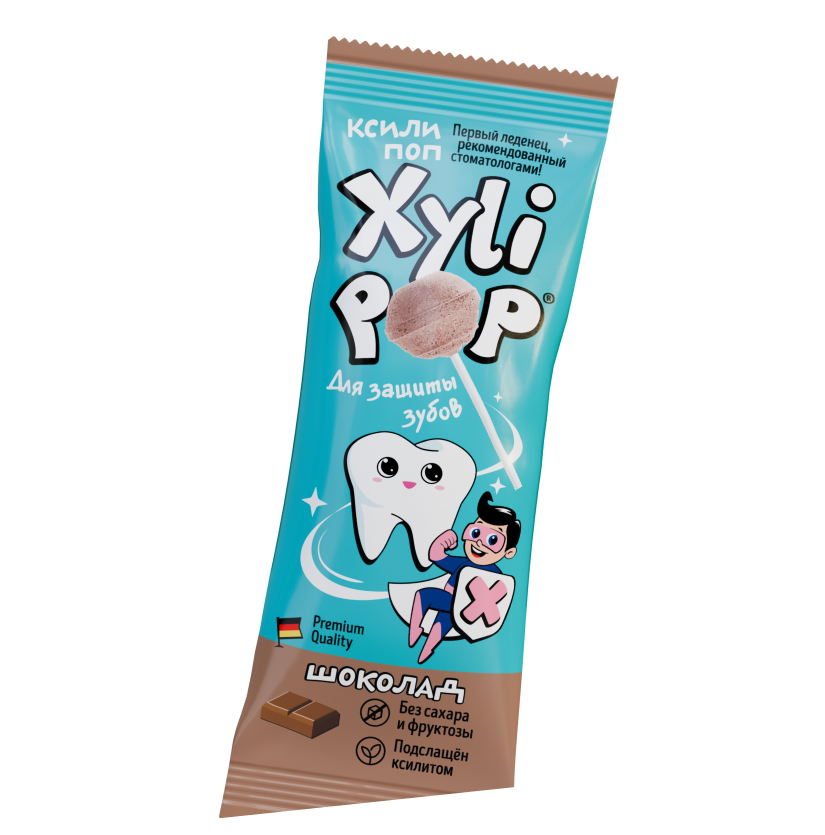 ксили
поп
Первый леденец,
рекомендованный
стоматологами!
Xyli
POP®
Для защиты
зубов
X
Premium
Quality
шоколад
Без сахара
и фруктозы
Подслащён
ксилитом